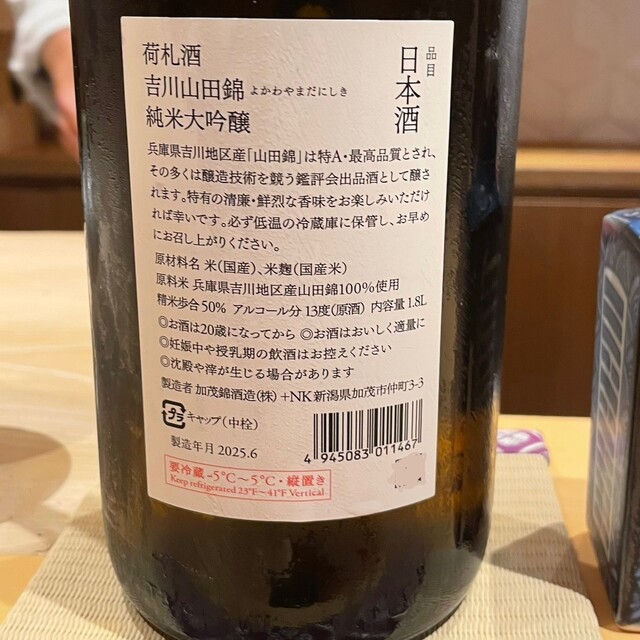 品目
日本酒
荷札酒
吉川山田錦 よかわやまだにしき
純米大吟醸
兵庫県吉川地区産「山田錦」は特A・最高品質とされ、
その多くは醸造技術を競う鑑評会出品酒として醸さ
れます。特有の清廉・鮮烈な香味をお楽しみいただけ
れば幸いです。必ず低温の冷蔵庫に保管し、お早め
にお召し上がりください。
原材料名 米(国産)、米麹(国産米)
原料米 兵庫県吉川地区産山田錦100%使用
精米歩合50% アルコール分 13度(原酒) 内容量 1.8L
◎お酒は20歳になってから ◎お酒はおいしく適量に
◎妊娠中や授乳期の飲酒はお控えください
◎沈殿や滓が生じる場合があります
製造者 加茂錦酒造(株) +NK 新潟県加茂市仲町3-3
プラ キャップ(中栓)
製造年月 2025.6
4 945083 011467
要冷蔵 -5℃~5℃・縦置き
Keep refrigerated 23°F~41°F Vertical